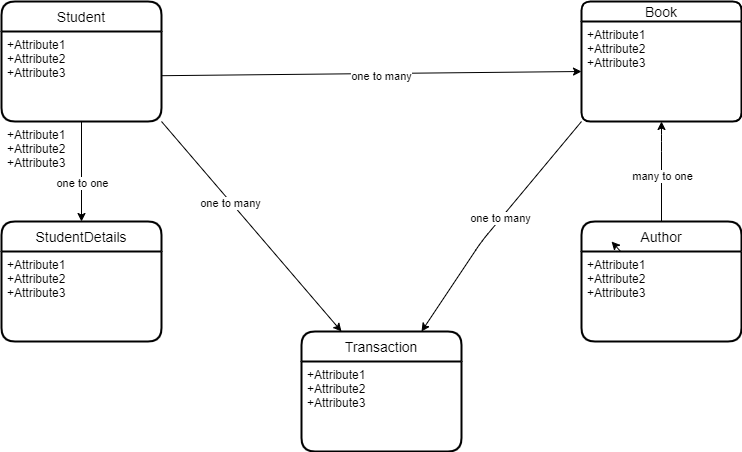 Student
+Attribute1
+Attribute2
+Attribute3
+Attribute1
+Attribute2
+Attribute3
Book
+Attribute1
+Attribute2
+Attribute3
one to many
one to one
one to many
one to many
many to one
StudentDetails
+Attribute1
+Attribute2
+Attribute3
Author
+Attribute1
+Attribute2
+Attribute3
Transaction
+Attribute1
+Attribute2
+Attribute3